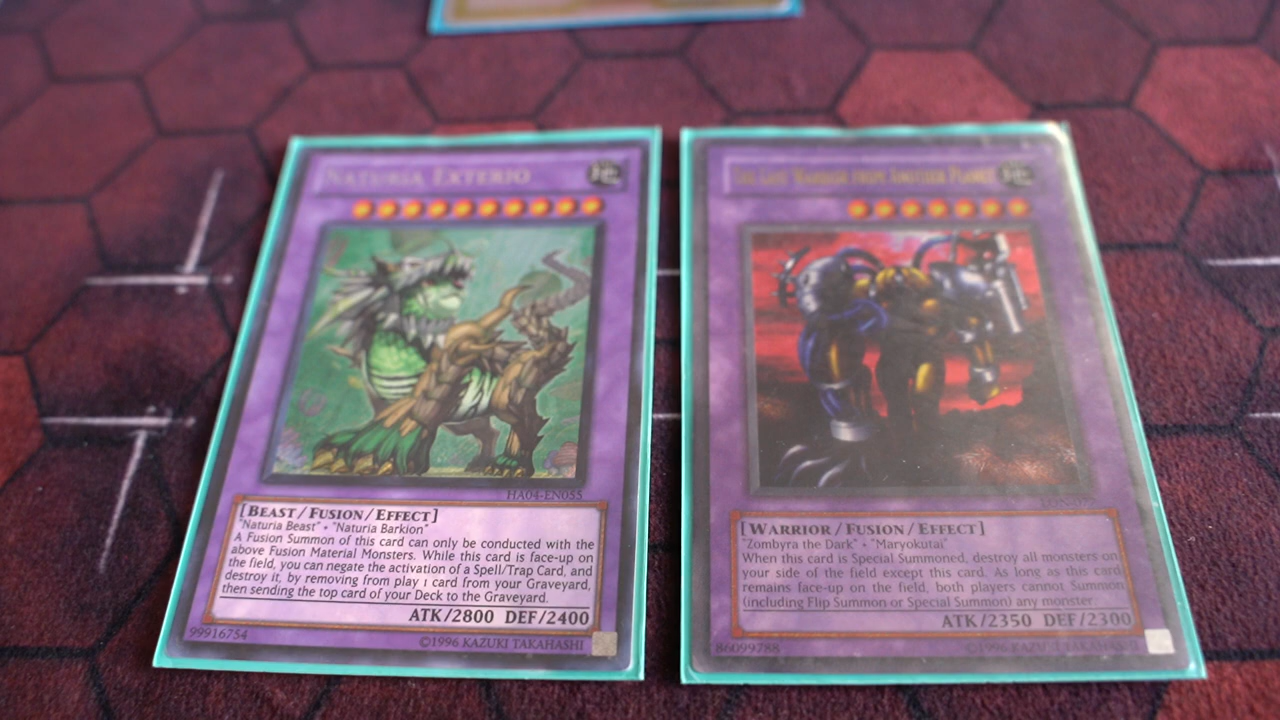 NATURIA EXTERIO
HA04-EN055
[BEAST/FUSION/EFFECT]
"Naturia Beast" + "Naturia Barkion"
A Fusion Summon of this card can only be conducted with the
above Fusion Material Monsters. While this card is face-up on
the field, you can negate the activation of a Spell/Trap Card, and
destroy it, by removing from play 1 card from your Graveyard,
then sending the top card of your Deck to the Graveyard.
ATK/2800 DEF/2400
99916754
©1996 KAZUKI TAKAHASHI
THE LAST WARRIOR FROM ANOTHER PLANET
[WARRIOR/FUSION/EFFECT]
"Zombyra the Dark" + "Maryokutai"
When this card is Special Summoned, destroy all monsters on
your side of the field except this card. As long as this card
remains face-up on the field, both players cannot Summon
(including Flip Summon or Special Summon) any monster.
ATK/2350 DEF/2300
86099788
©1996 KAZUKI TAKAHASHI